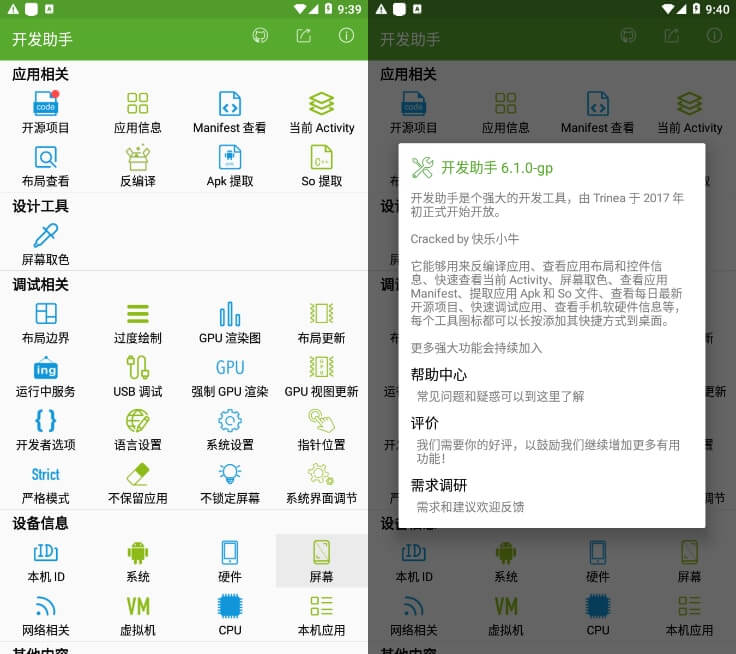 9:39
开发助手
应用相关
code
开源项目 应用信息 Manifest 查看 当前 Activity
C++
布局查看 反编译 Apk 提取 So 提取
设计工具
屏幕取色
调试相关
布局边界 过度绘制 GPU 渲染图 布局更新
ing GPU
运行中服务 USB 调试 强制 GPU 渲染 GPU 视图更新
{ }
开发者选项 语言设置 系统设置 指针位置
Strict
严格模式 不保留应用 不锁定屏幕 系统界面调节
设备信息
ID
本机 ID 系统 硬件 屏幕
VM
网络相关 虚拟机 CPU 本机应用
其他内容
9:40
开发助手
应用相关
code
开源项目 应用信息 Manifest 查看 当前 Activity
开发助手 6.1.0-gp
开发助手是个强大的开发工具，由 Trinea 于 2017 年
初正式开始开放。
Cracked by 快乐小牛
它能够用来反编译应用、查看应用布局和控件信
息、快速查看当前 Activity、屏幕取色、查看应用
Manifest、提取应用 Apk 和 So 文件、查看每日最新
开源项目、快速调试应用、查看手机软硬件信息等，
每个工具图标都可以长按添加其快捷方式到桌面。
更多强大功能会持续加入
帮助中心
常见问题和疑惑可以到这里了解
评价
我们需要你的好评，以鼓励我们继续增加更多有用
功能！
需求调研
需求和建议欢迎反馈
设备信息
ID
本机 ID 系统 硬件 屏幕
VM
网络相关 虚拟机 CPU 本机应用
其他内容